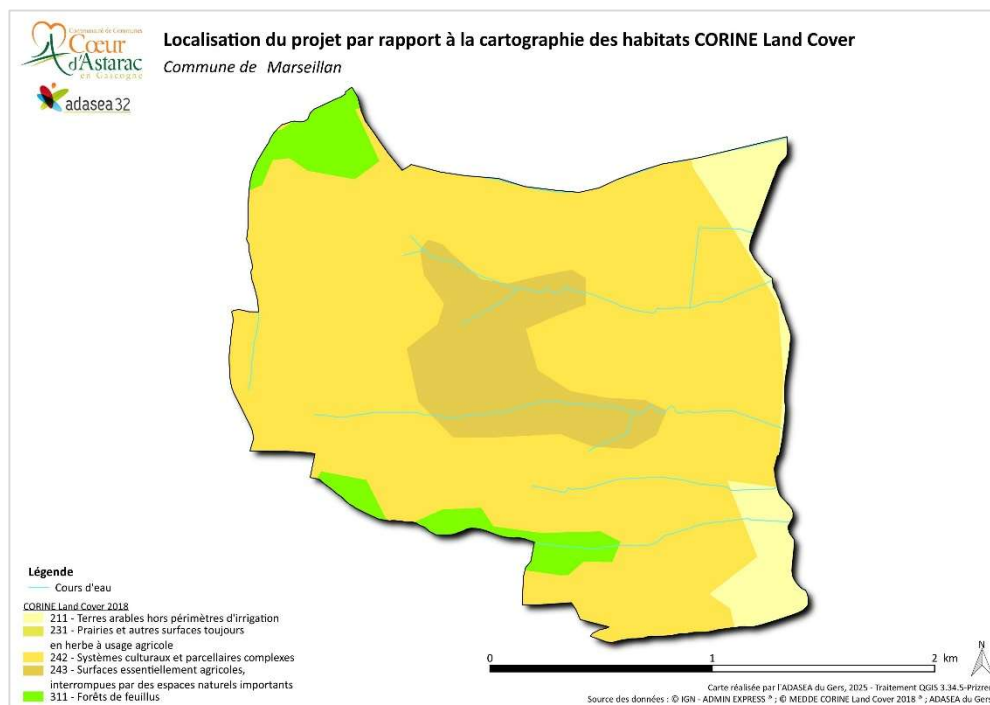 Communauté de Communes
Cœur
d'Astarac
en Gascogne
adasea32
Localisation du projet par rapport à la cartographie des habitats CORINE Land Cover
Commune de Marseillan
Légende
Cours d'eau
CORINE Land Cover 2018
211 - Terres arables hors périmètres d'irrigation
231 - Prairies et autres surfaces toujours
en herbe à usage agricole
242 - Systèmes culturaux et parcellaires complexes
243 - Surfaces essentiellement agricoles,
interrompues par des espaces naturels importants
311 - Forêts de feuillus
0 1 2 km
N
Carte réalisée par l'ADASEA du Gers, 2025 - Traitement QGIS 3.34.5-Prizren
Source des données : © IGN - ADMIN EXPRESS ® ; © MEDDE CORINE Land Cover 2018 ® ; ADASEA du Gers